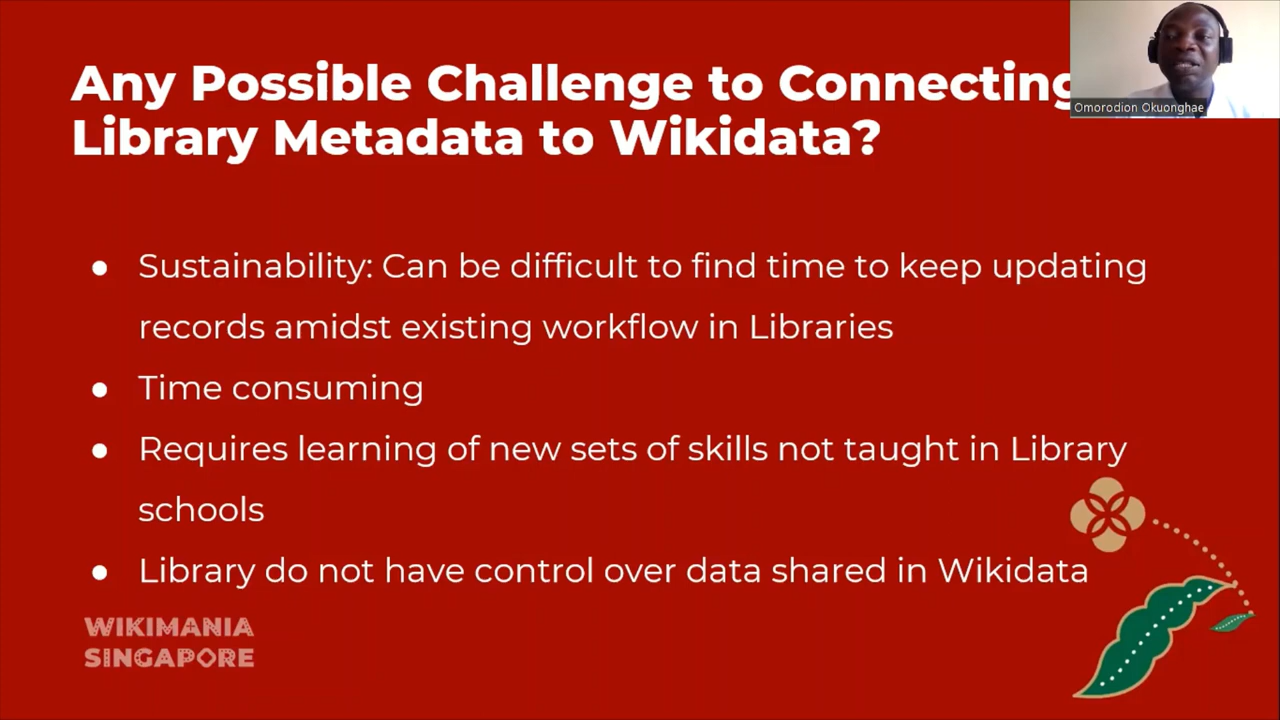 Any Possible Challenge to Connecting
Library Metadata to Wikidata?
Omorodion Okuonghae
● Sustainability: Can be difficult to find time to keep updating
records amidst existing workflow in Libraries
● Time consuming
● Requires learning of new sets of skills not taught in Library
schools
● Library do not have control over data shared in Wikidata
WIKIMANIA
SINGAPORE